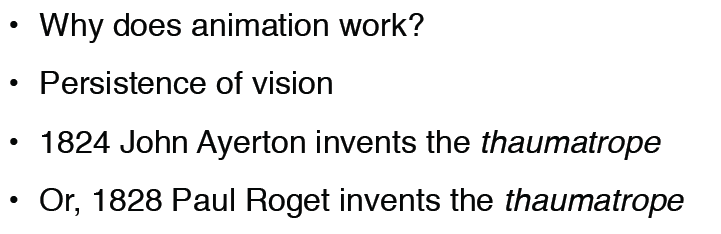 • Why does animation work?
• Persistence of vision
• 1824 John Ayerton invents the thaumatrope
• Or, 1828 Paul Roget invents the thaumatrope